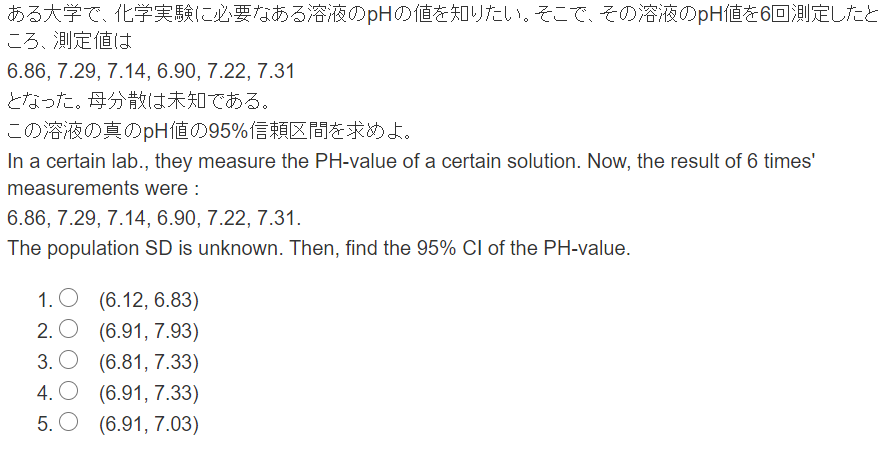 ある大学で、化学実験に必要なある溶液のpHの値を知りたい。そこで、その溶液のpH値を6回測定したと
ころ、測定値は
6.86, 7.29, 7.14, 6.90, 7.22, 7.31
となった。母分散は未知である。
この溶液の真のpH値の95%信頼区間を求めよ。
In a certain lab., they measure the PH-value of a certain solution. Now, the result of 6 times'
measurements were :
6.86, 7.29, 7.14, 6.90, 7.22, 7.31.
The population SD is unknown. Then, find the 95% CI of the PH-value.
1. (6.12, 6.83)
2. (6.91, 7.93)
3. (6.81, 7.33)
4. (6.91, 7.33)
5. (6.91, 7.03)